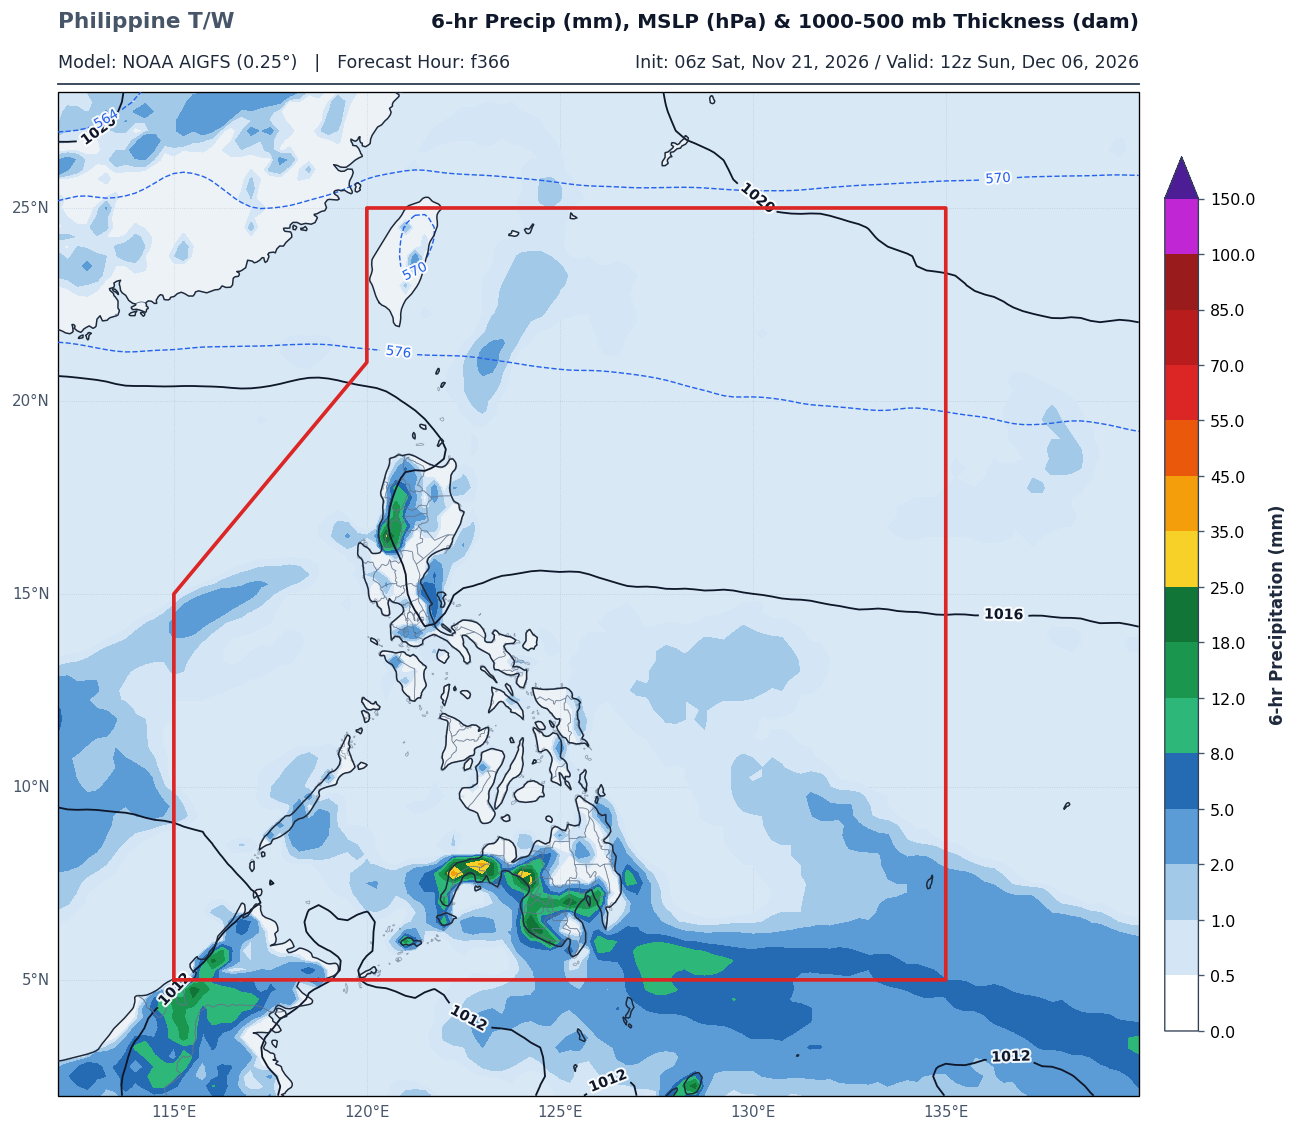 Philippine T/W
6-hr Precip (mm), MSLP (hPa) & 1000-500 mb Thickness (dam)
Model: NOAA AIGFS (0.25°) | Forecast Hour: f366
Init: 06z Sat, Nov 21, 2026 / Valid: 12z Sun, Dec 06, 2026
564
1020
570
1020
570
576
1016
1012
1012
1012
1012
25°N
20°N
15°N
10°N
5°N
115°E
120°E
125°E
130°E
135°E
150.0
100.0
85.0
70.0
55.0
45.0
35.0
25.0
18.0
12.0
8.0
5.0
2.0
1.0
0.5
0.0
6-hr Precipitation (mm)